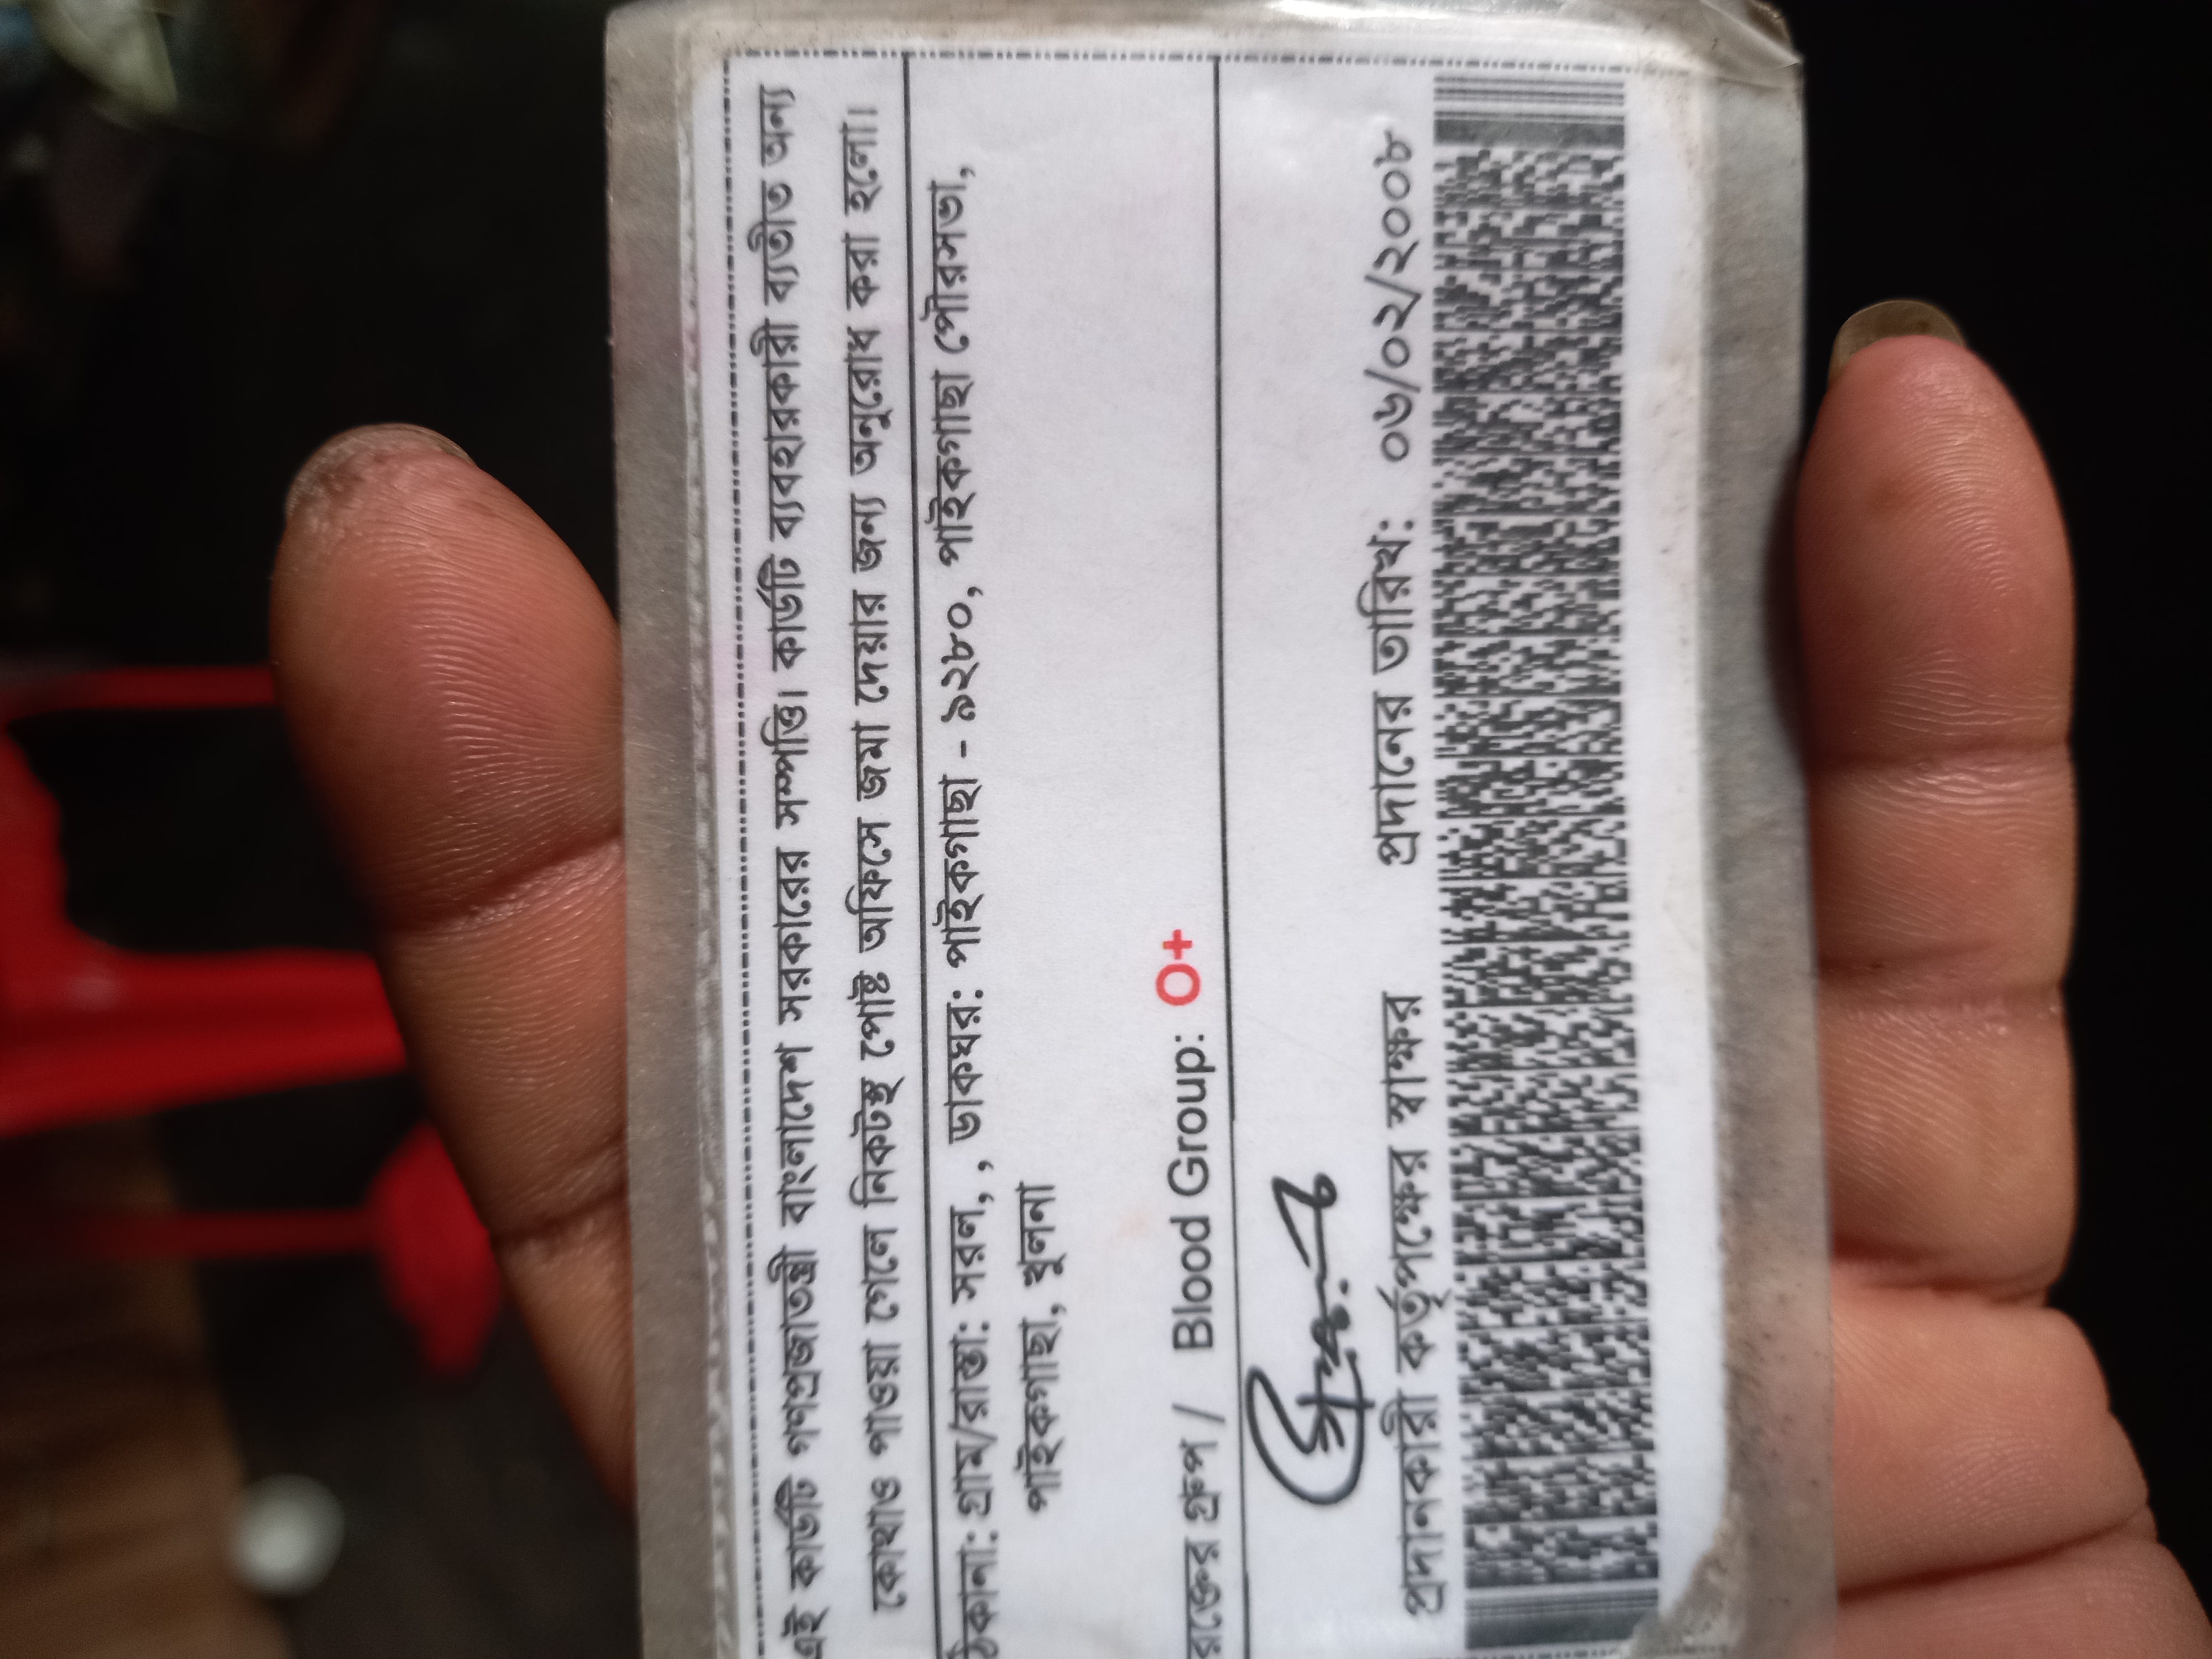 এই কার্ডটি গণপ্রজাতন্ত্রী বাংলাদেশ সরকারের সম্পত্তি। কার্ডটি ব্যবহারকারী ব্যতীত অন্য
কোথাও পাওয়া গেলে নিকটস্থ পোষ্ট অফিসে জমা দেয়ার জন্য অনুরোধ করা হলো।
ঠিকানা: গ্রাম/রাস্তা: সরল, , ডাকঘর: পাইকগাছা - ৯২৮০, পাইকগাছা পৌরসভা,
পাইকগাছা, খুলনা
রক্তের গ্রুপ / Blood Group: O+
প্রদানকারী কর্তৃপক্ষের স্বাক্ষর প্রদানের তারিখ: ০৬/০২/২০০৮